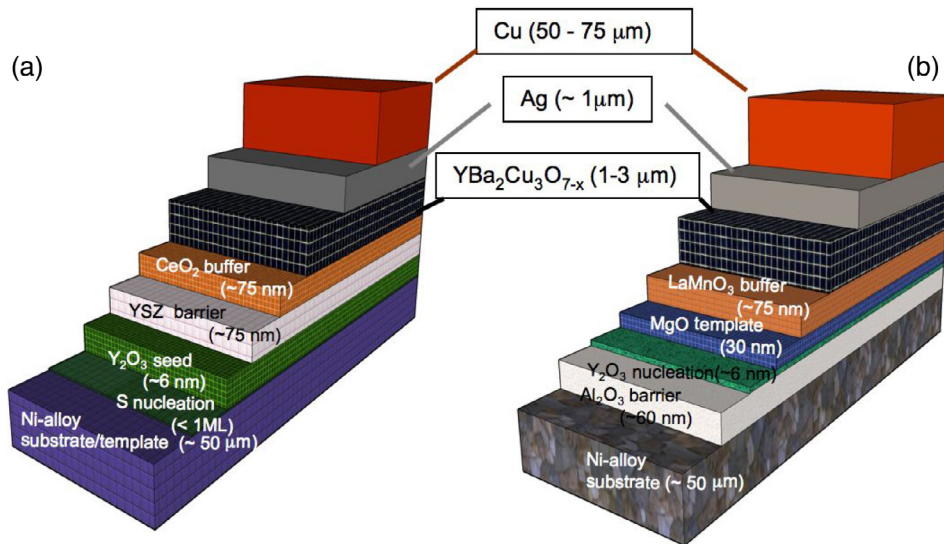 (a)
Cu (50 - 75 μm)
(b)
Ag (~ 1μm)
YBa₂Cu₃O₇₋ₓ (1-3 μm)
CeO₂ buffer
(~75 nm)
YSZ barrier
(~75 nm)
Y₂O₃ seed
(~6 nm)
S nucleation
(< 1ML)
Ni-alloy
substrate/template (~ 50 μm)
LaMnO₃ buffer
(~75 nm)
MgO template
(30 nm)
Y₂O₃ nucleation(~6 nm)
Al₂O₃ barrier
(~60 nm)
Ni-alloy
substrate (~ 50 μm)